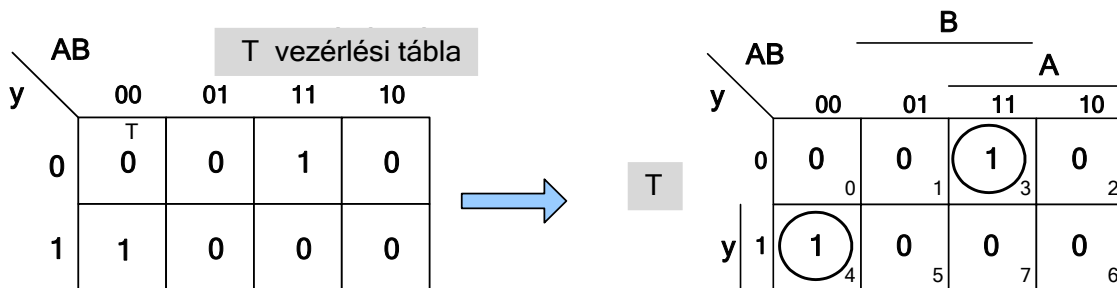 AB
T vezérlési tábla
y
00 01 11 10
T
0 0 0 1 0
1 1 0 0 0
T
B
AB
A
y
00 01 11 10
0 0 0 1 0
0 1 3 2
y 1 1 0 0 0
4 5 7 6